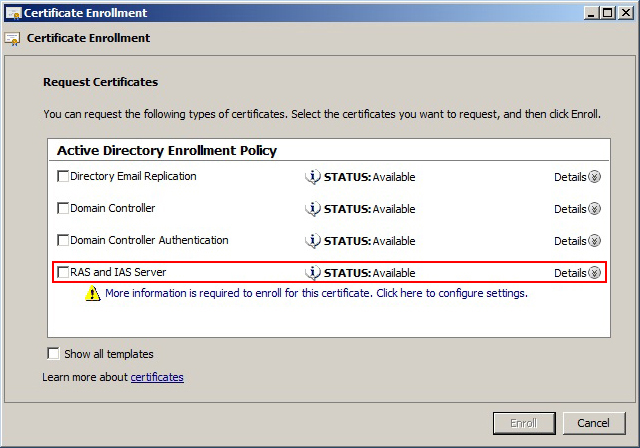 Certificate Enrollment
Certificate Enrollment
Request Certificates
You can request the following types of certificates. Select the certificates you want to request, and then click Enroll.
Active Directory Enrollment Policy
Directory Email Replication STATUS: Available Details
Domain Controller STATUS: Available Details
Domain Controller Authentication STATUS: Available Details
RAS and IAS Server STATUS: Available Details
More information is required to enroll for this certificate. Click here to configure settings.
Show all templates
Learn more about certificates
Enroll Cancel